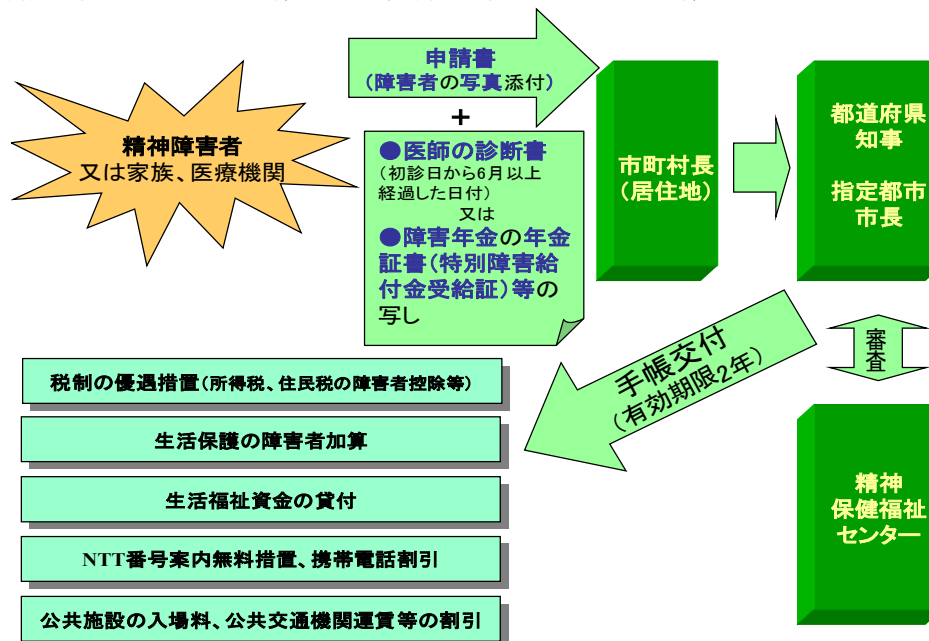 申請書
(障害者の写真添付)
+
精神障害者
又は家族、医療機関
●医師の診断書
(初診日から6月以上
経過した日付)
又は
●障害年金の年金
証書(特別障害給
付金受給証)等の
写し
市町村長
(居住地)
都道府県
知事
指定都市
市長
審査
手帳交付
(有効期限2年)
精神
保健福祉
センター
税制の優遇措置(所得税、住民税の障害者控除等)
生活保護の障害者加算
生活福祉資金の貸付
NTT番号案内無料措置、携帯電話割引
公共施設の入場料、公共交通機関運賃等の割引